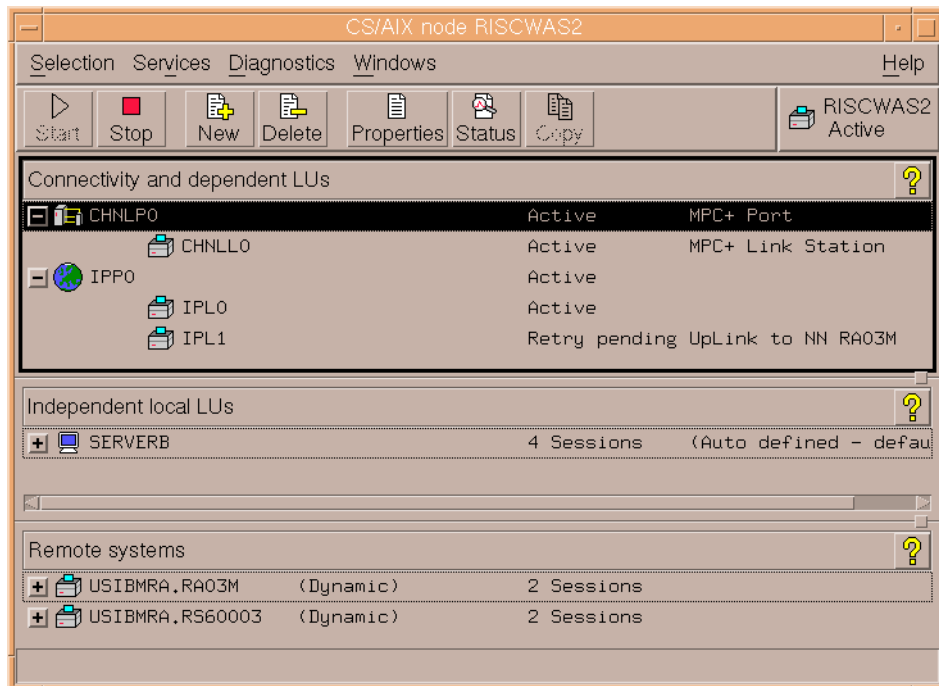 CS/AIX node RISCWAS2
Selection Services Diagnostics Windows Help
Start Stop New Delete Properties Status Copy RISCWAS2 Active
Connectivity and dependent LUs
CHNLP0 Active MPC+ Port
CHNLL0 Active MPC+ Link Station
IPP0 Active
IPL0 Active
IPL1 Retry pending UpLink to NN RA03M
Independent local LUs
SERVERB 4 Sessions (Auto defined - defau
Remote systems
USIBMRA.RA03M (Dynamic) 2 Sessions
USIBMRA.RS60003 (Dynamic) 2 Sessions